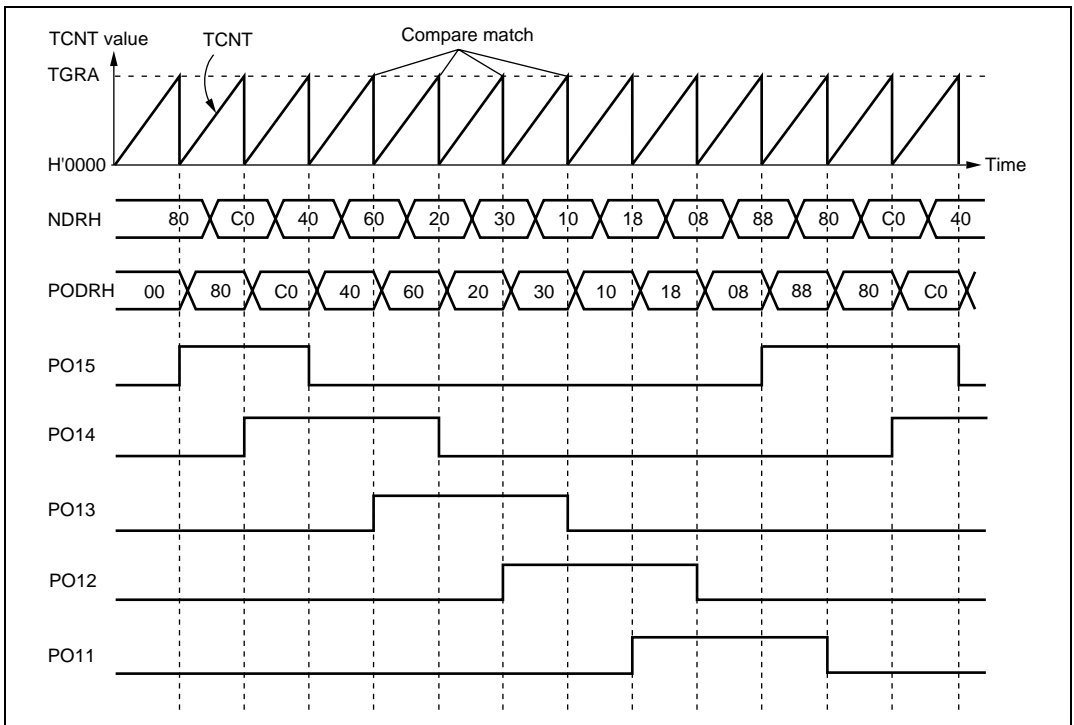 TCNT value TCNT Compare match
TGRA
H'0000 Time
NDRH 80 C0 40 60 20 30 10 18 08 88 80 C0 40
PODRH 00 80 C0 40 60 20 30 10 18 08 88 80 C0
PO15
PO14
PO13
PO12
PO11